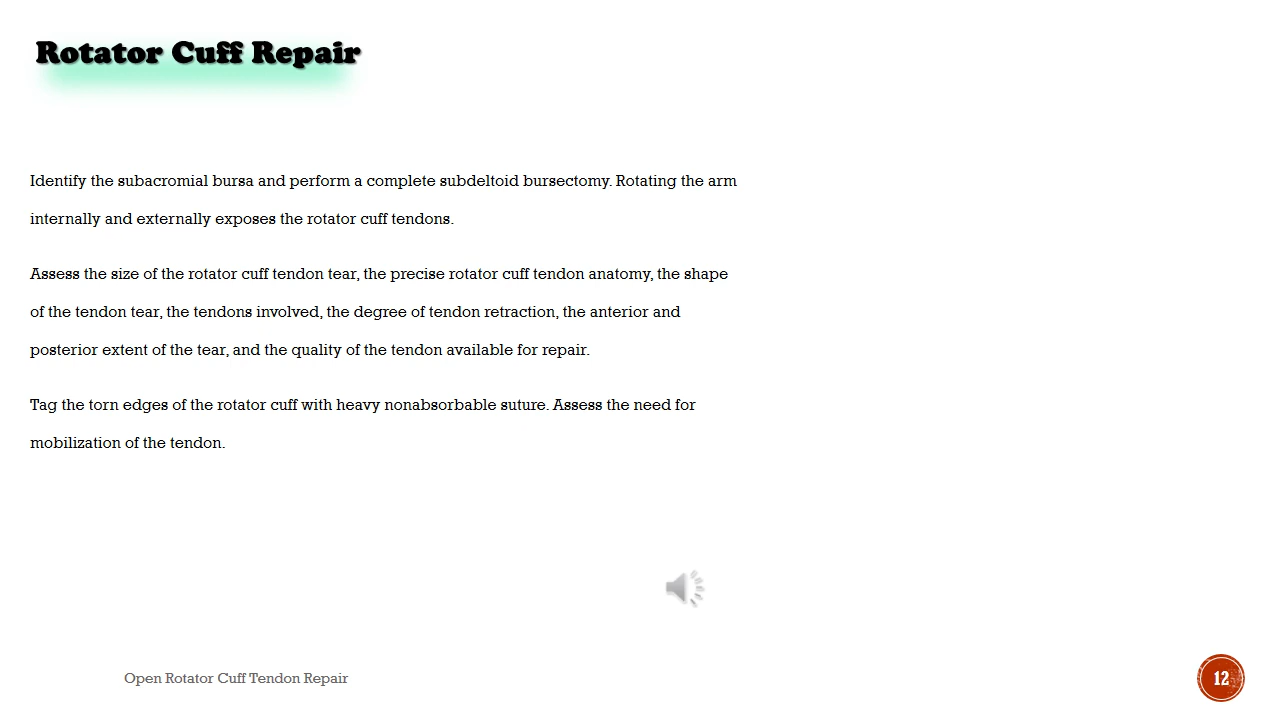 Rotator Cuff Repair
Identify the subacromial bursa and perform a complete subdeltoid bursectomy. Rotating the arm
internally and externally exposes the rotator cuff tendons.
Assess the size of the rotator cuff tendon tear, the precise rotator cuff tendon anatomy, the shape
of the tendon tear, the tendons involved, the degree of tendon retraction, the anterior and
posterior extent of the tear, and the quality of the tendon available for repair.
Tag the torn edges of the rotator cuff with heavy nonabsorbable suture. Assess the need for
mobilization of the tendon.
Open Rotator Cuff Tendon Repair
12